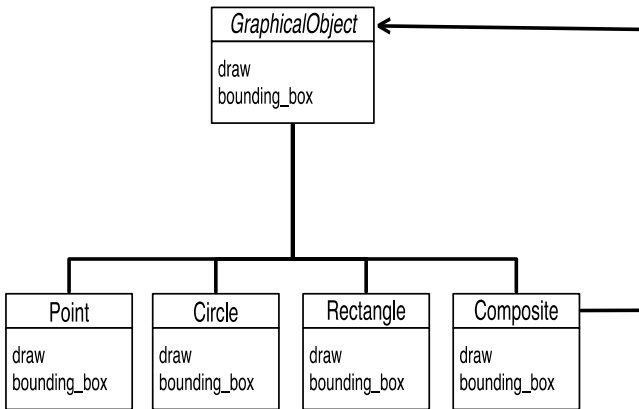 GraphicalObject
draw
bounding_box
Point
draw
bounding_box
Circle
draw
bounding_box
Rectangle
draw
bounding_box
Composite
draw
bounding_box